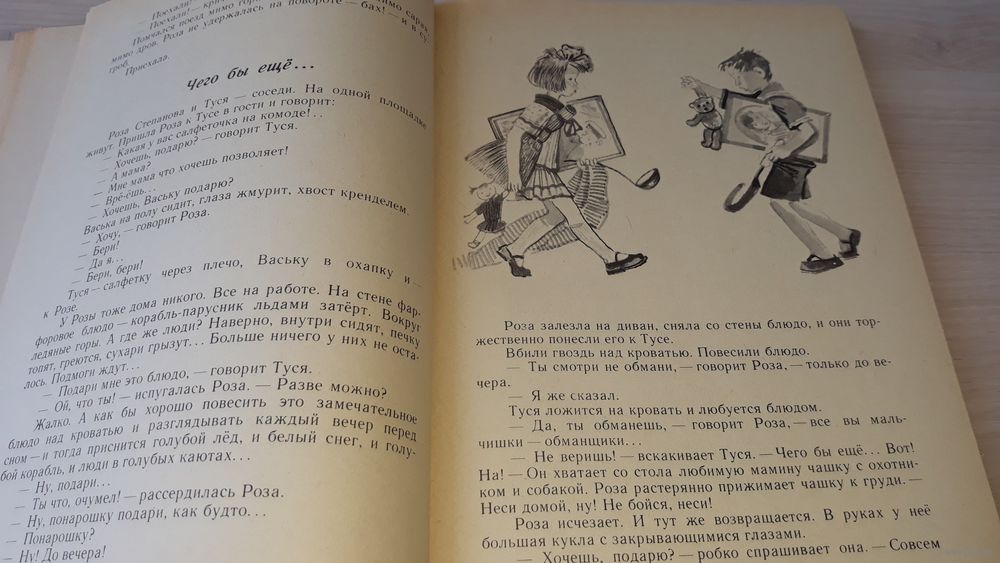 — Поехали!
— Поехали! — кри
Помчался поезд мимо горо мимо сарая,
мимо дров. Роза не удержалась на повороте — бах! — и в су-
гроб.
Приехала.
Чего бы ещё...
Роза Степанова и Туся — соседи. На одной площадке
живут. Пришла Роза к Тусе в гости и говорит:
— Какая у вас салфеточка на комоде!..
— Хочешь, подарю? — говорит Туся.
— А мама?
— Мне мама что хочешь позволяет!
— Врё-ёшь...
— Хочешь, Ваську подарю?
Васька на полу сидит, глаза жмурит, хвост кренделем.
— Хочу, — говорит Роза.
— Бери!
— Да я...
— Бери, бери!
Туся — салфетку через плечо, Ваську в охапку и —
к Розе.
У Розы тоже дома никого. Все на работе. На стене фар-
форовое блюдо — корабль-парусник льдами затёрт. Вокруг
ледяные горы. А где же люди? Наверно, внутри сидят, печку
топят, греются, сухари грызут... Больше ничего у них не оста-
лось. Подмоги ждут...
— Подари мне это блюдо, — говорит Туся.
— Ой, что ты! — испугалась Роза. — Разве можно?
Жалко. А как бы хорошо повесить это замечательное
блюдо над кроватью и разглядывать каждый вечер перед
сном — и тогда приснится голубой лёд, и белый снег, и голу-
бой корабль, и люди в голубых каютах...
— Ну, подари...
— Ты что, очумел! — рассердилась Роза.
— Ну, понарошку подари, как будто...
— Понарошку?
— Ну! До вечера!
Роза залезла на диван, сняла со стены блюдо, и они тор-
жественно понесли его к Тусе.
Вбили гвоздь над кроватью. Повесили блюдо.
— Ты смотри не обмани, — говорит Роза, — только до ве-
чера.
— Я же сказал.
Туся ложится на кровать и любуется блюдом.
— Да, ты обманешь, — говорит Роза, — все вы маль-
чишки — обманщики...
— Не веришь! — вскакивает Туся. — Чего бы ещё... Вот!
На! — Он хватает со стола любимую мамину чашку с охотни-
ком и собакой. Роза растерянно прижимает чашку к груди. —
Неси домой, ну! Не бойся, неси!
Роза исчезает. И тут же возвращается. В руках у неё
большая кукла с закрывающимися глазами.
— Хочешь, подарю? — робко спрашивает она. — Совсем